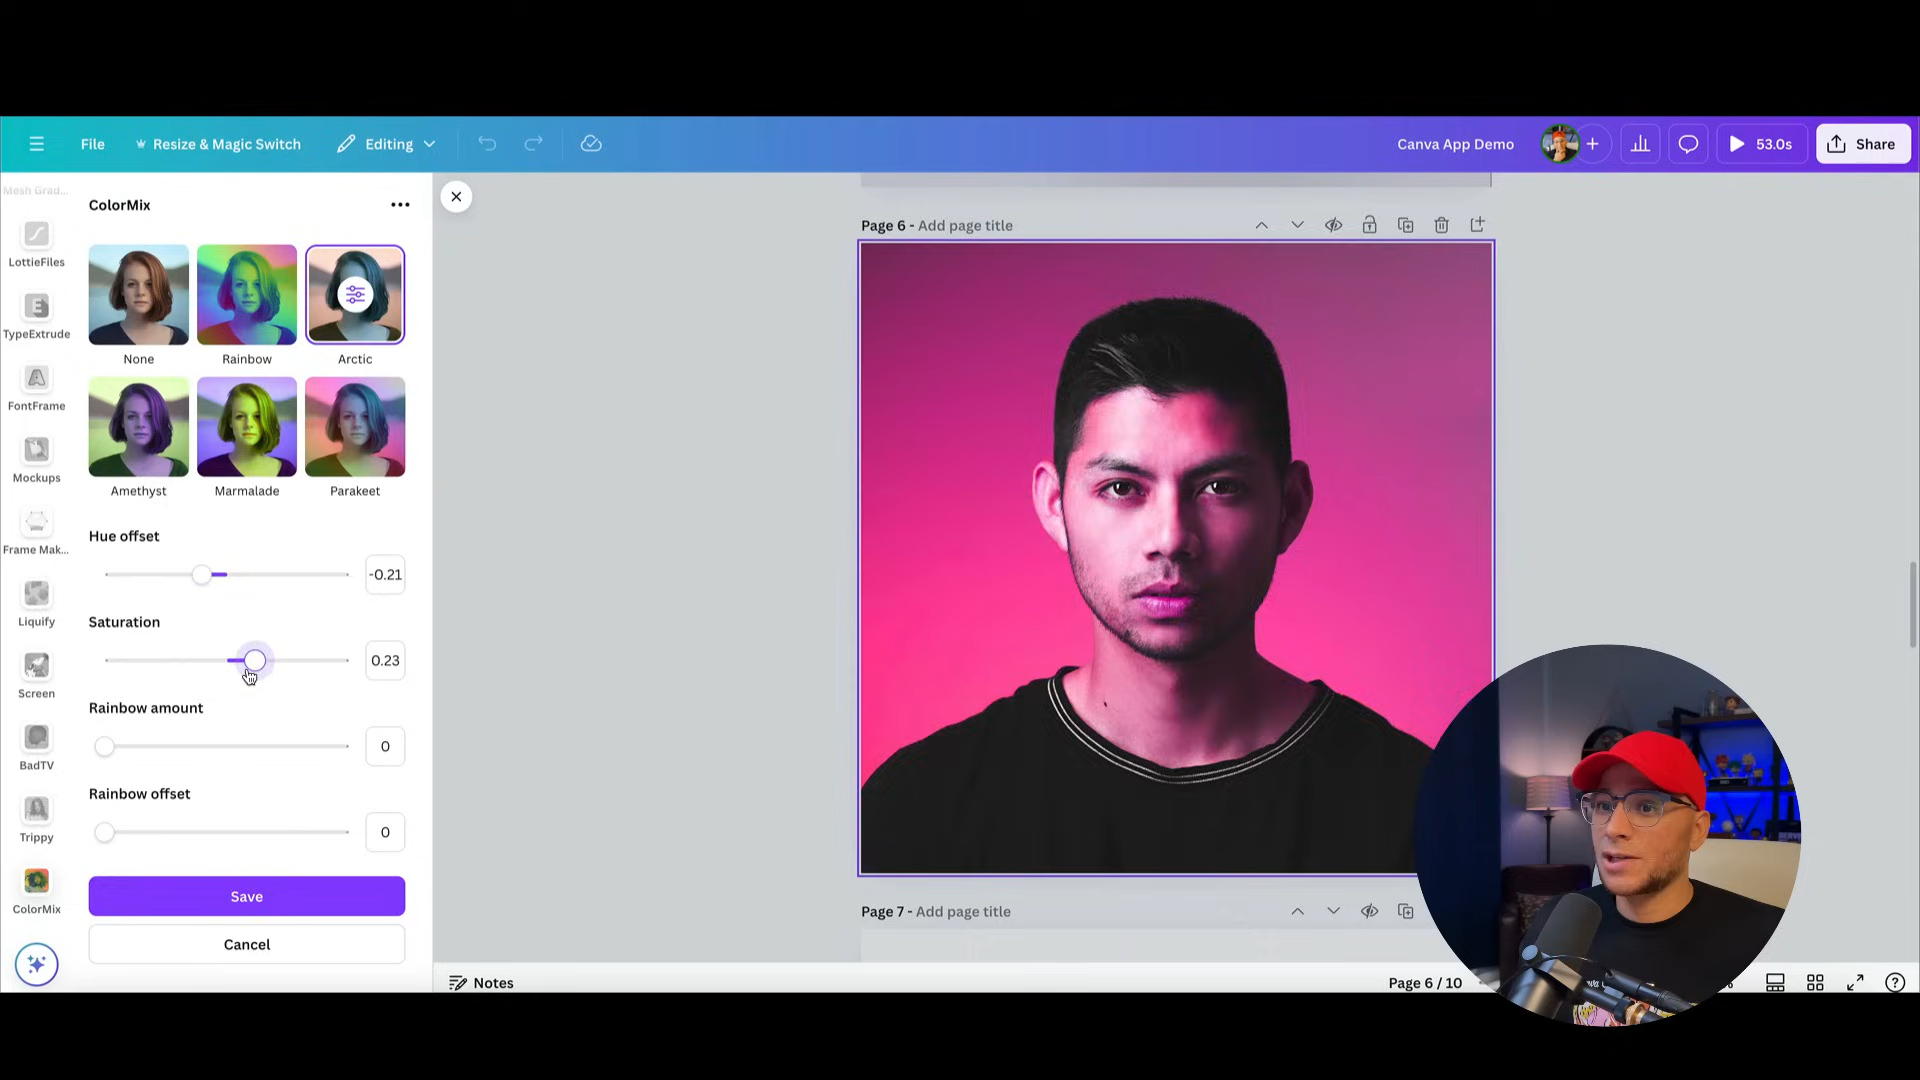 File
Resize & Magic Switch
Editing
Canva App Demo
53.0s
Share
Mesh Grad...
LottieFiles
TypeExtrude
FontFrame
Mockups
Frame Mak...
Liquify
Screen
BadTV
Trippy
ColorMix
ColorMix
None
Rainbow
Arctic
Amethyst
Marmalade
Parakeet
Hue offset
-0.21
Saturation
0.23
Rainbow amount
0
Rainbow offset
0
Save
Cancel
Page 6 - Add page title
Page 7 - Add page title
Notes
Page 6 / 10